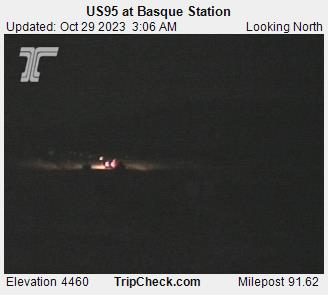 US95 at Basque Station
Updated: Oct 29 2023 3:06 AM Looking North
Elevation 4460 TripCheck.com Milepost 91.62